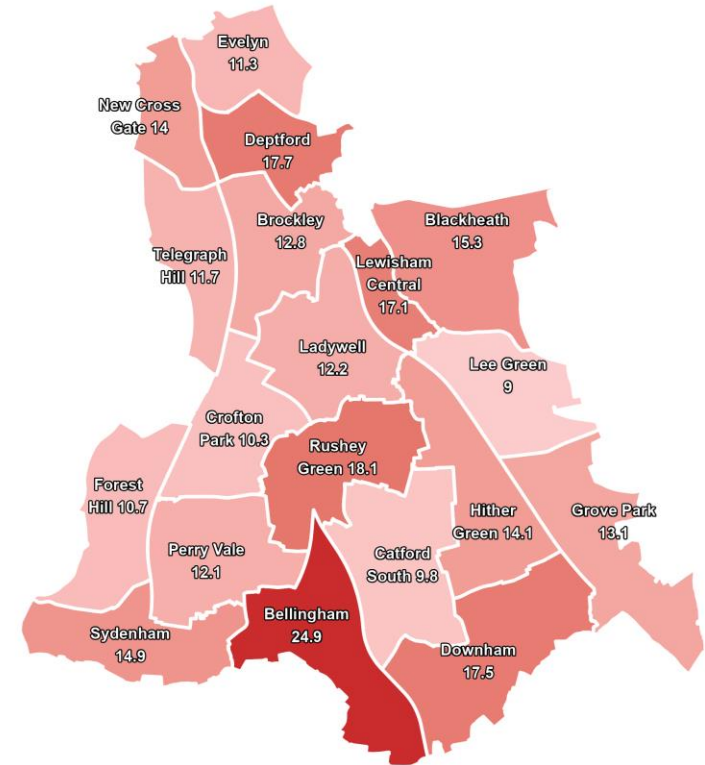 Evelyn
11.3
New Cross
Gate 14
Deptford
17.7
Brockley
12.8
Blackheath
15.3
Telegraph
Hill 11.7
Lewisham
Central
17.1
Ladywell
12.2
Lee Green
9
Crofton
Park 10.3
Rushey
Green 18.1
Forest
Hill 10.7
Hither
Green 14.1
Grove Park
13.1
Perry Vale
12.1
Catford
South 9.8
Bellingham
24.9
Sydenham
14.9
Downham
17.5